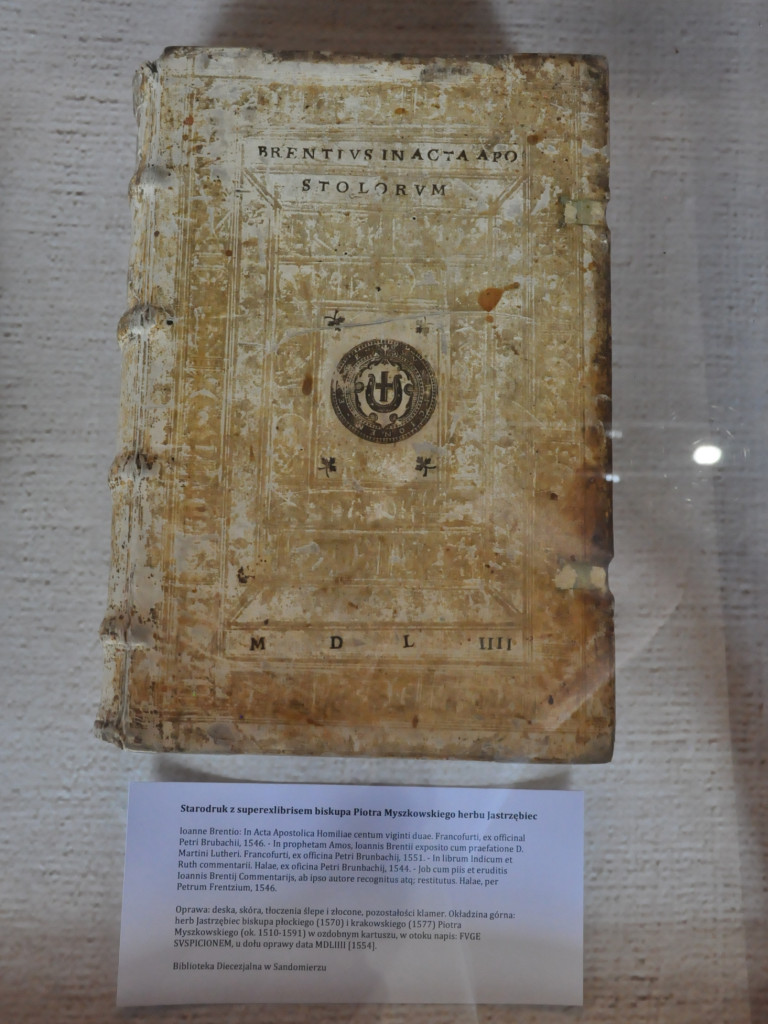 BRENTIVS IN ACTA APO
STOLORVM
M D L IIII
Starodruk z superexlibrisem biskupa Piotra Myszkowskiego herbu Jastrzębiec
Ioanne Brentio: In Acta Apostolica Homiliae centum viginti duae. Francofurti, ex officinal
Petri Brubachii, 1546. - In prophetam Amos, Ioannis Brentii exposito cum praefatione D.
Martini Lutheri. Francofurti, ex officina Petri Brunbachij, 1551. - In librum Indicum et
Ruth commentarii. Halae, ex oficina Petri Brunbachij, 1544. - Job cum piis et eruditis
Ioannis Brentij Commentarijs, ab ipso autore recognitus atq; restitutus. Halae, per
Petrum Frentzium, 1546.
Oprawa: deska, skóra, tłoczenia ślepe i złocone, pozostałości klamer. Okładzina górna:
herb Jastrzębiec biskupa płockiego (1570) i krakowskiego (1577) Piotra
Myszkowskiego (ok. 1510-1591) w ozdobnym kartuszu, w otoku napis: FVGE
SVSPICIONEM, u dołu oprawy data MDLIIII [1554].
Biblioteka Diecezjalna w Sandomierzu